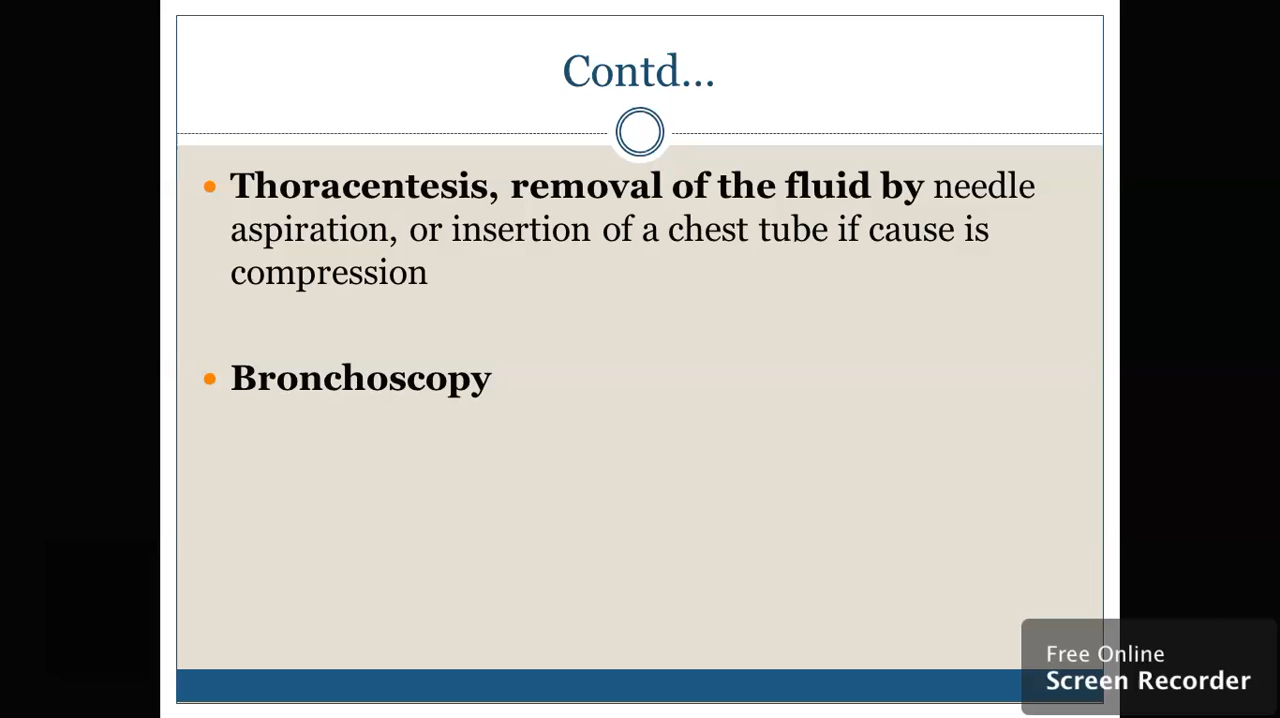 Contd...
Thoracentesis, removal of the fluid by needle
aspiration, or insertion of a chest tube if cause is
compression
Bronchoscopy
Free Online
Screen Recorder